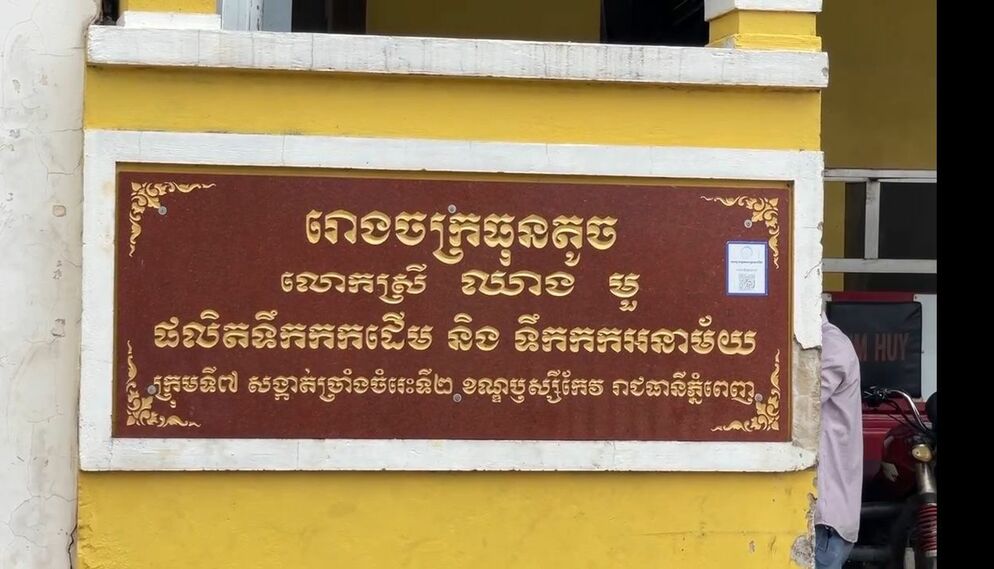 រោងចក្រធុនតូច
លោកស្រី ឈាង មួ
ផលិតទឹកកកដើម និង ទឹកកកអនាម័យ
ក្រុមទី៧ សង្កាត់ច្រាំងចំរេះទី២ ខណ្ឌឫស្សីកែវ រាជធានីភ្នំពេញ
HUY